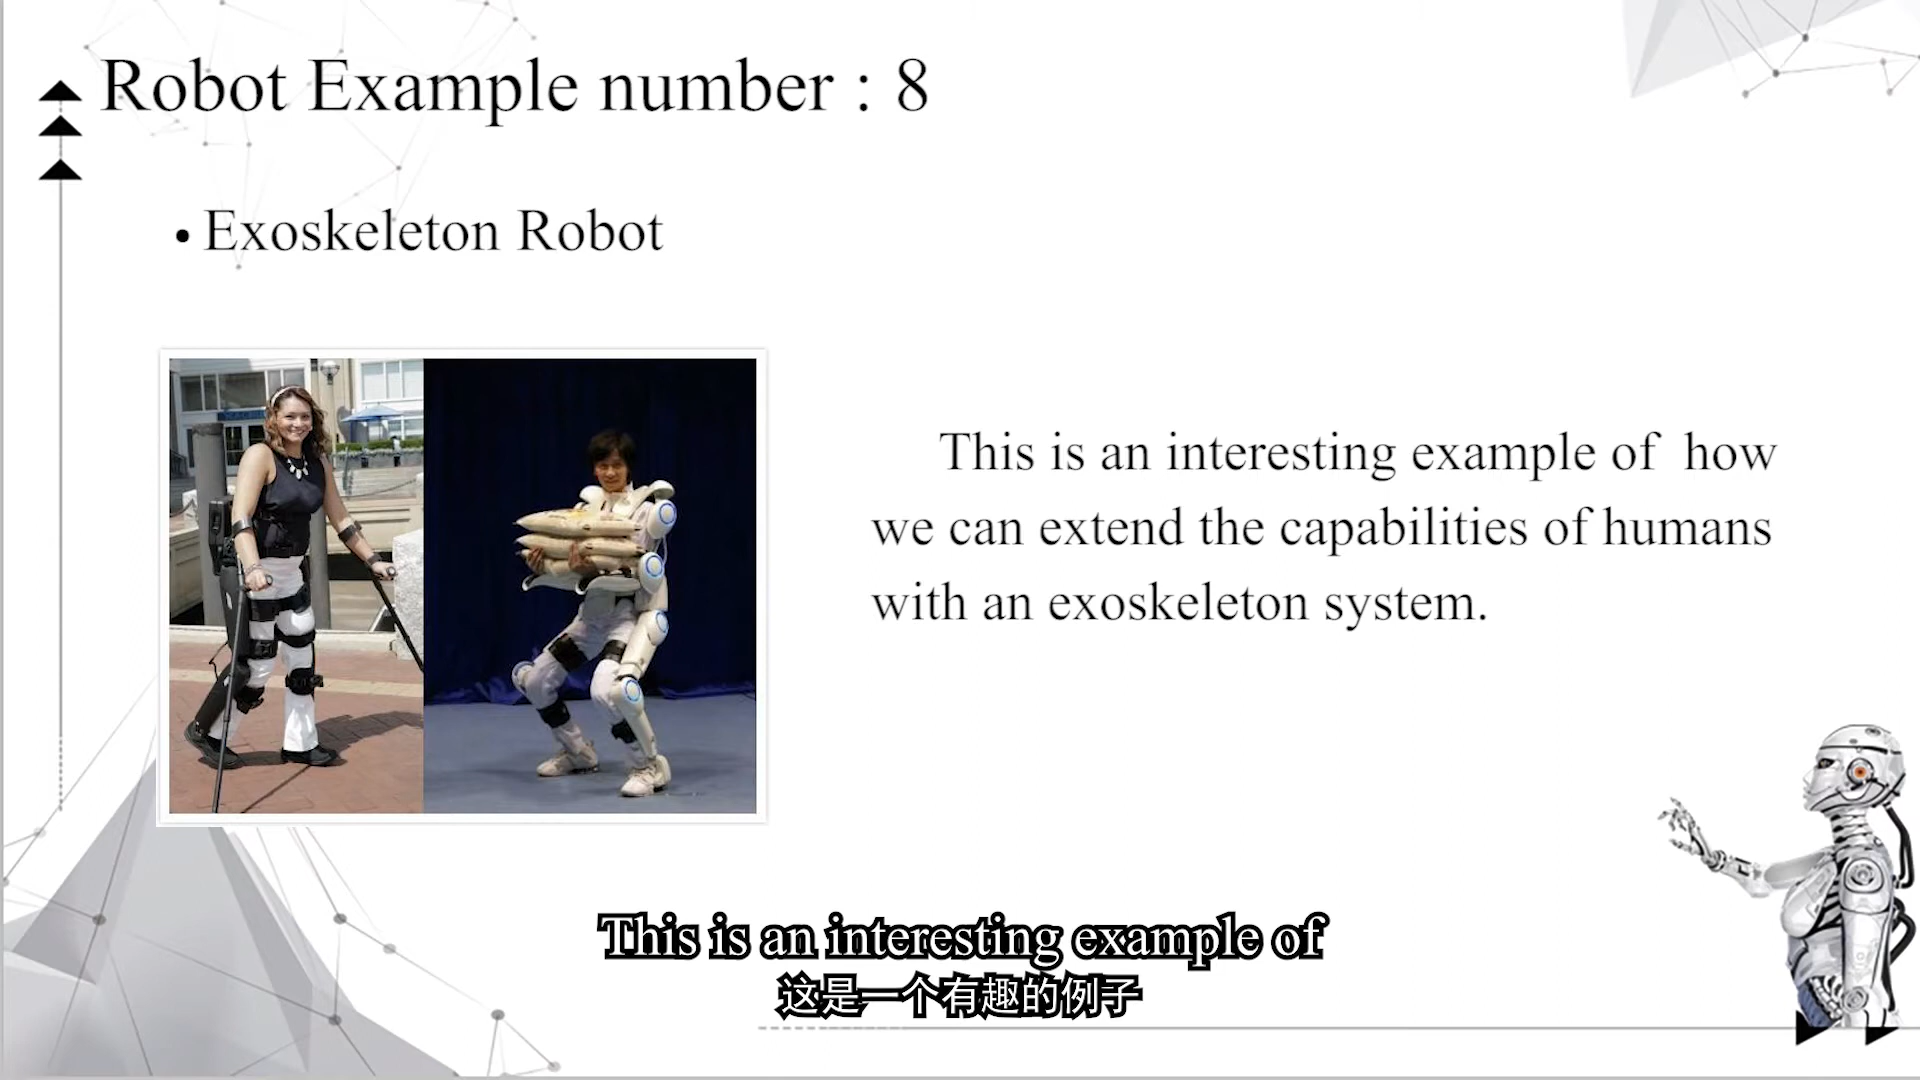 Robot Example number : 8
• Exoskeleton Robot
This is an interesting example of how
we can extend the capabilities of humans
with an exoskeleton system.
This is an interesting example of
这是一个有趣的例子